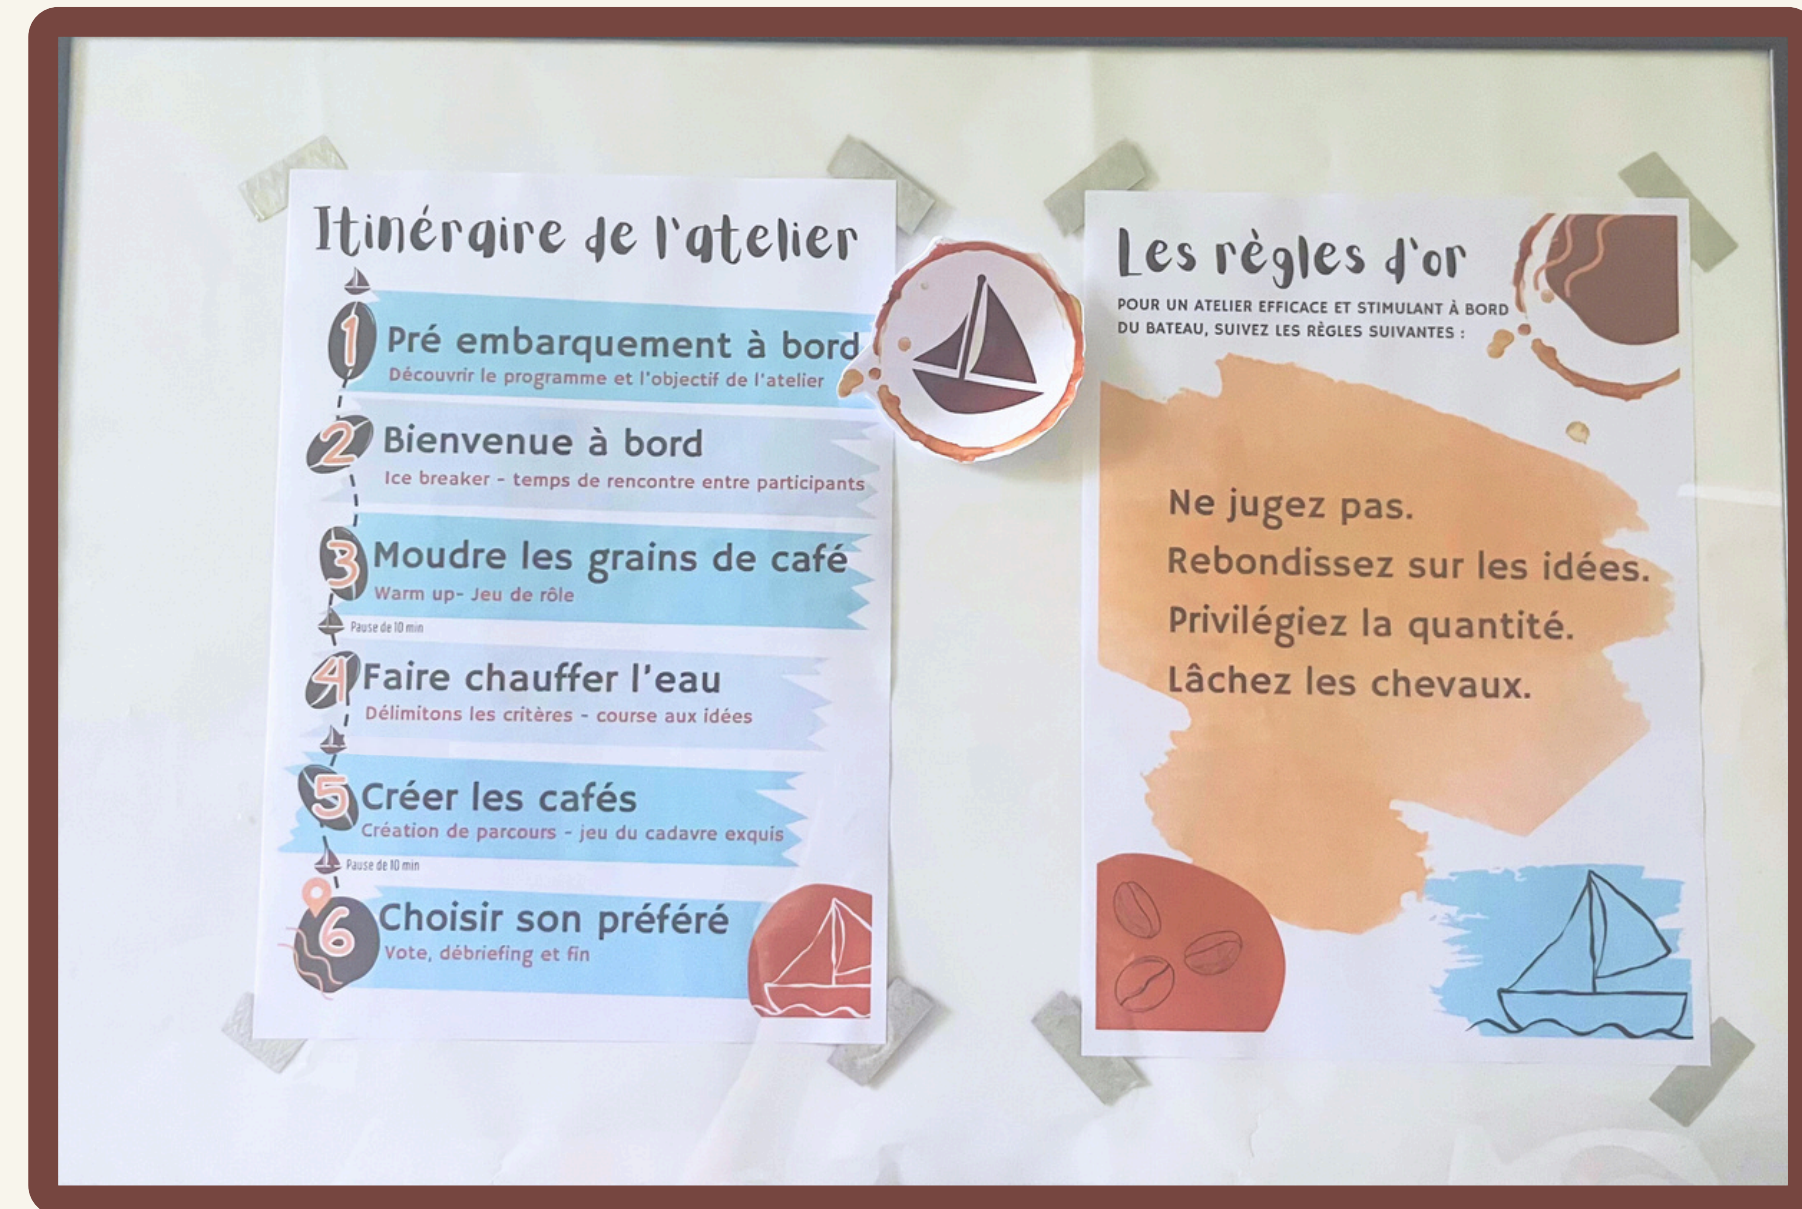 Itinéraire de l'atelier
1
Pré embarquement à bord
Découvrir le programme et l'objectif de l'atelier
2
Bienvenue à bord
Ice breaker - temps de rencontre entre participants
3
Moudre les grains de café
Warm up- Jeu de rôle
Pause de 10 min
4
Faire chauffer l'eau
Délimitons les critères - course aux idées
5
Créer les cafés
Création de parcours - jeu du cadavre exquis
Pause de 10 min
6
Choisir son préféré
Vote, débriefing et fin
Les règles d'or
POUR UN ATELIER EFFICACE ET STIMULANT À BORD
DU BATEAU, SUIVEZ LES RÈGLES SUIVANTES :
Ne jugez pas.
Rebondissez sur les idées.
Privilégiez la quantité.
Lâchez les chevaux.